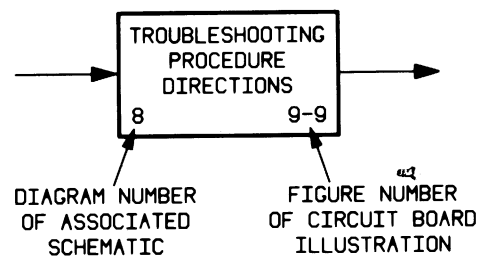 TROUBLESHOOTING
PROCEDURE
DIRECTIONS
8 9-9
DIAGRAM NUMBER
OF ASSOCIATED
SCHEMATIC
FIGURE NUMBER
OF CIRCUIT BOARD
ILLUSTRATION